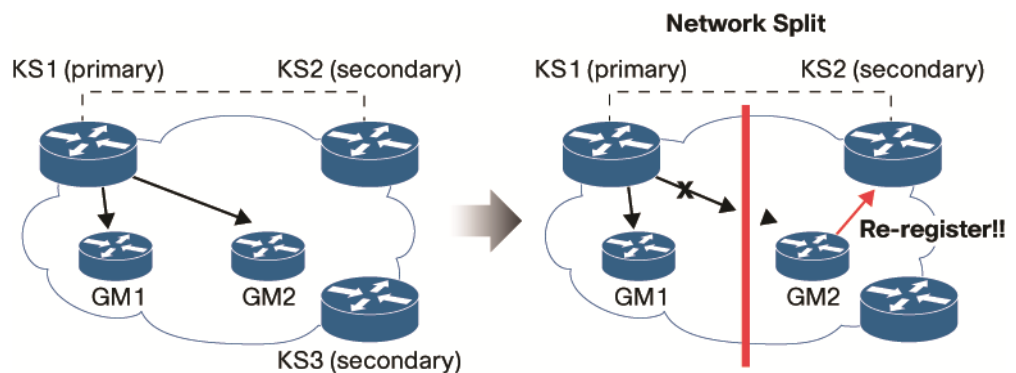 Network Split
KS1 (primary)
KS2 (secondary)
KS1 (primary)
KS2 (secondary)
x
Re-register!!
GM1
GM2
GM1
GM2
KS3 (secondary)